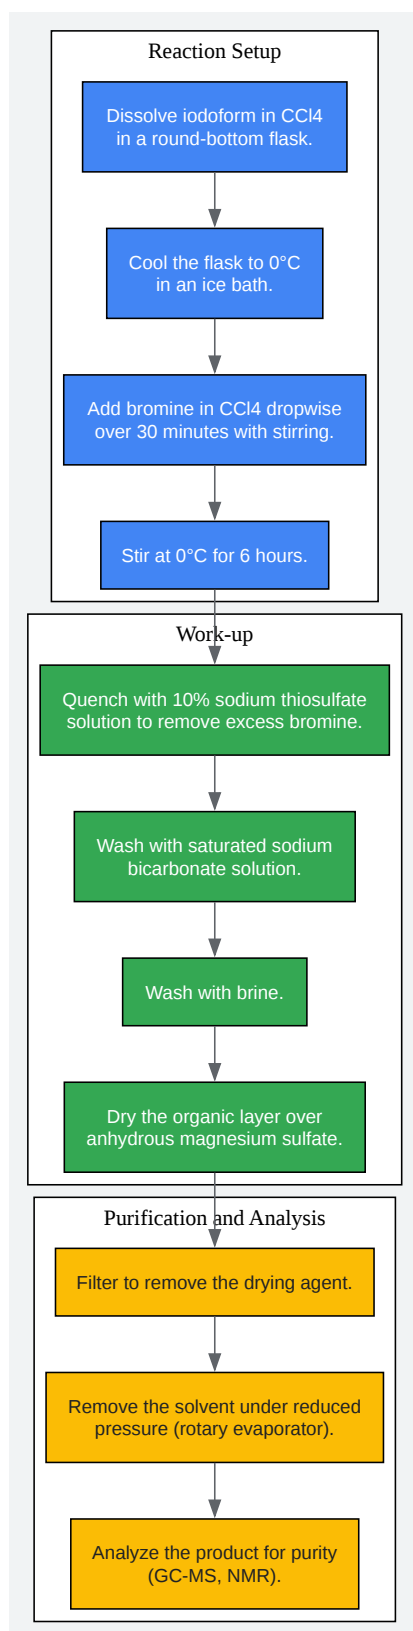 Reaction Setup
Dissolve iodoform in CCl4
in a round-bottom flask.
Cool the flask to 0°C
in an ice bath.
Add bromine in CCl4 dropwise
over 30 minutes with stirring.
Stir at 0°C for 6 hours.
Work-up
Quench with 10% sodium thiosulfate
solution to remove excess bromine.
Wash with saturated sodium
bicarbonate solution.
Wash with brine.
Dry the organic layer over
anhydrous magnesium sulfate.
Purification and Analysis
Filter to remove the drying agent.
Remove the solvent under reduced
pressure (rotary evaporator).
Analyze the product for purity
(GC-MS, NMR).